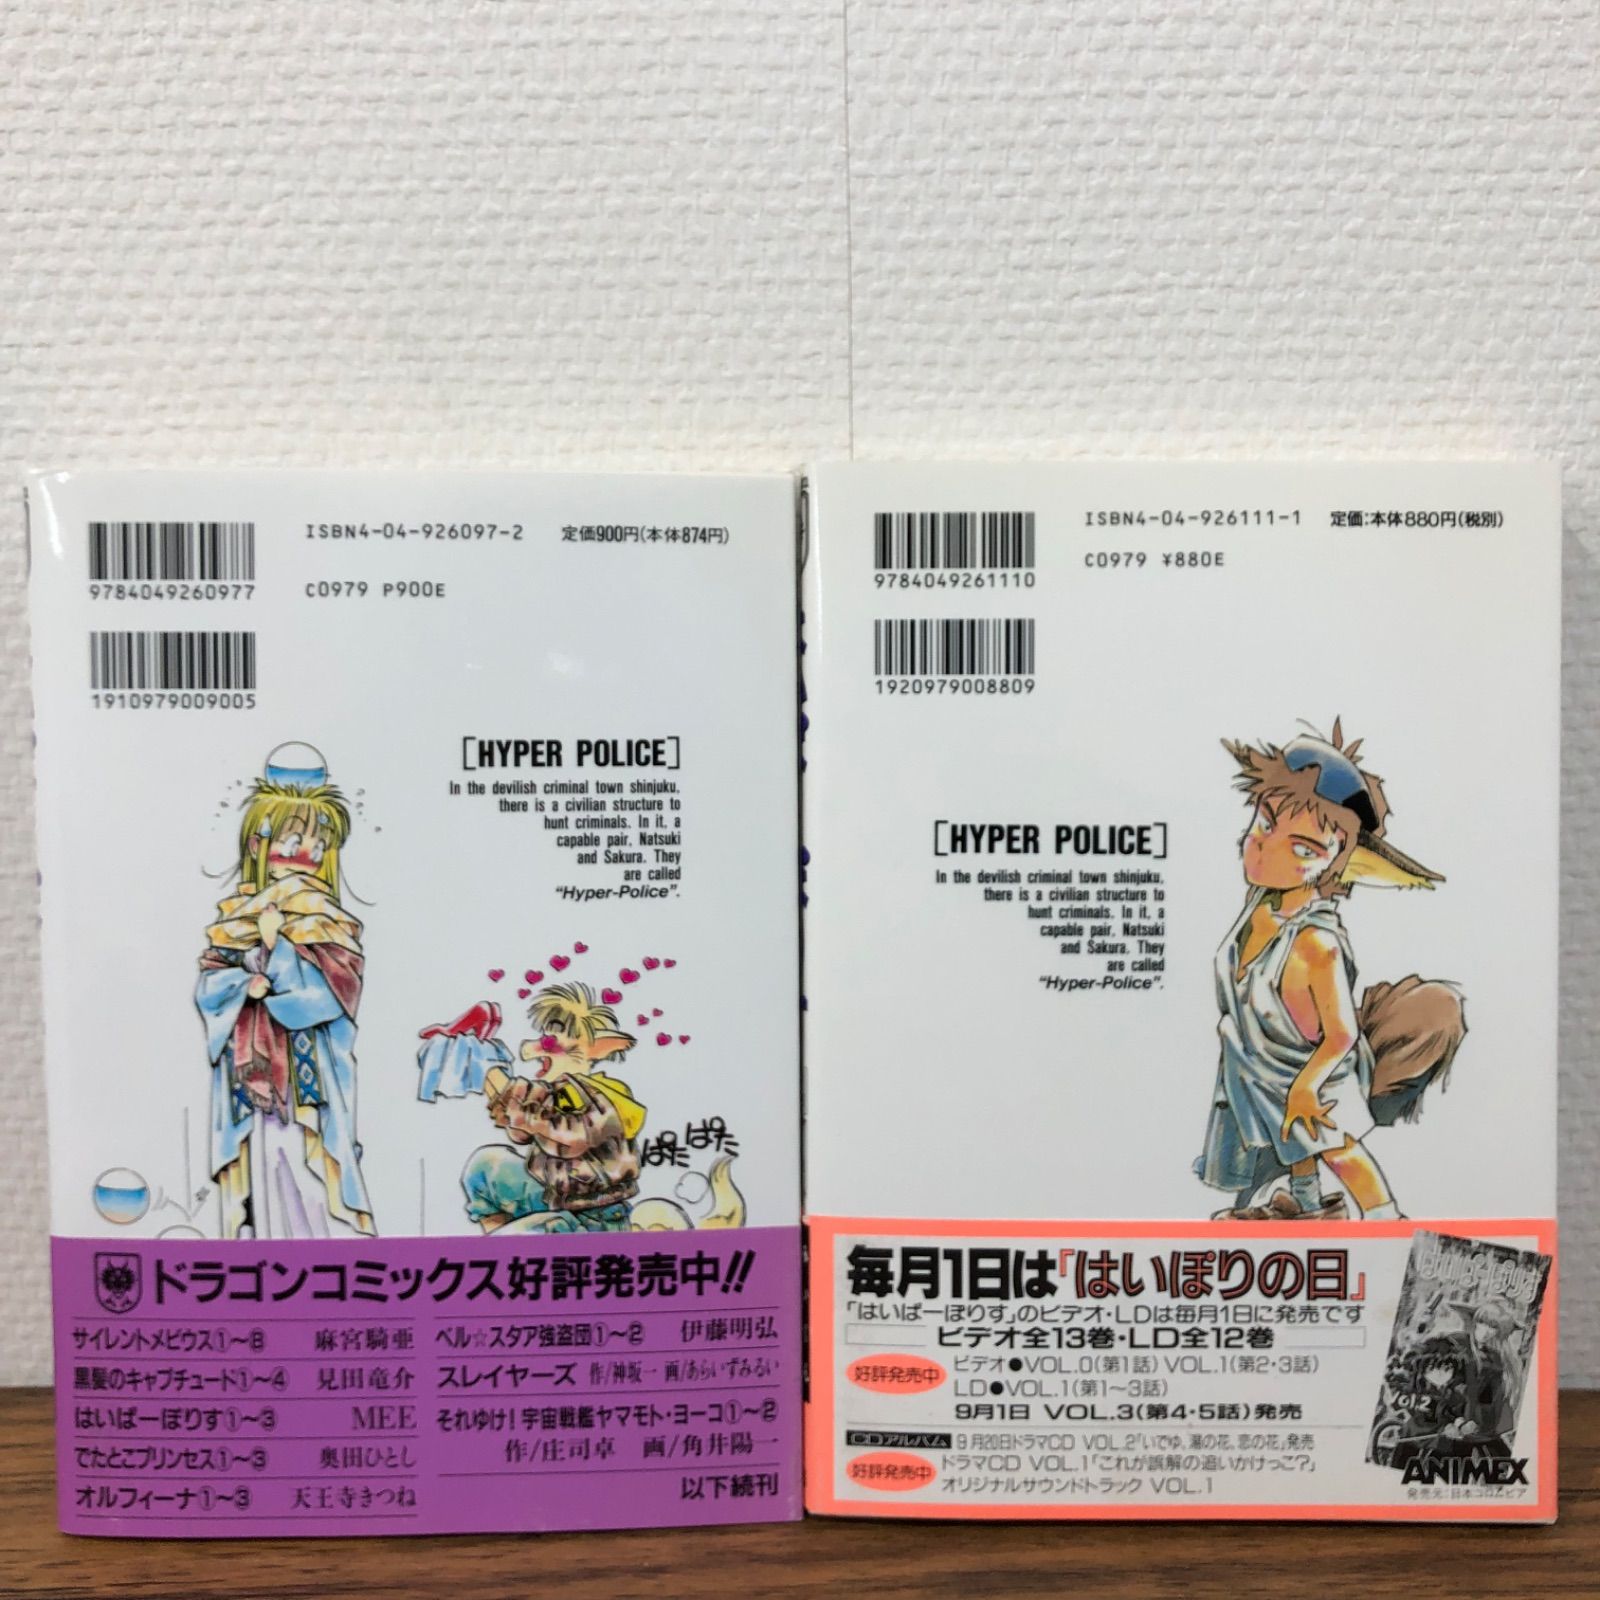 ISBN4-04-926097-2 定価900円(本体874円)
9784049260977
C0979 P900E
1910979009005
[HYPER POLICE]
In the devilish criminal town shinjuku,
there is a civilian structure to
hunt criminals. In it, a
capable pair, Natsuki
and Sakura. They
are called
"Hyper-Police".
ぱた ぱた
ドラゴンコミックス好評発売中!!
サイレントメビウス①〜⑧ 麻宮騎亜
黒髪のキャプチュード①〜④ 見田竜介
はいぱーぽりす①〜③ MEE
でたとこプリンセス①〜③ 奥田ひとし
オルフィーナ①〜③ 天王寺きつね
ベル☆スタア強盗団①〜② 伊藤明弘
スレイヤーズ 作/神坂一 画/あらいずみるい
それゆけ!宇宙戦艦ヤマモト・ヨーコ①〜②
作/庄司卓 画/角井陽一
以下続刊
ISBN4-04-926111-1 定価:本体880円(税別)
9784049261110
C0979 ¥880E
1920979008809
[HYPER POLICE]
In the devilish criminal town shinjuku,
there is a civilian structure to
hunt criminals. In it, a
capable pair, Natsuki
and Sakura. They
are called
"Hyper-Police".
毎月1日は「はいぽりの日」
「はいぱーぽりす」のビデオ・LDは毎月1日に発売です
ビデオ全13巻・LD全12巻
好評発売中
ビデオ●VOL.0(第1話) VOL.1(第2・3話)
LD●VOL.1(第1〜3話)
9月1日 VOL.3(第4・5話)発売
CDアルバム 9月20日ドラマCD VOL.2「いでゆ、湯の花、恋の花」発売
好評発売中
ドラマCD VOL.1「これが誤解の追いかけっこ?」
オリジナルサウンドトラック VOL.1
はいぱーぽりす
VOL.2
ANIMEX
発売元:日本コロムビア